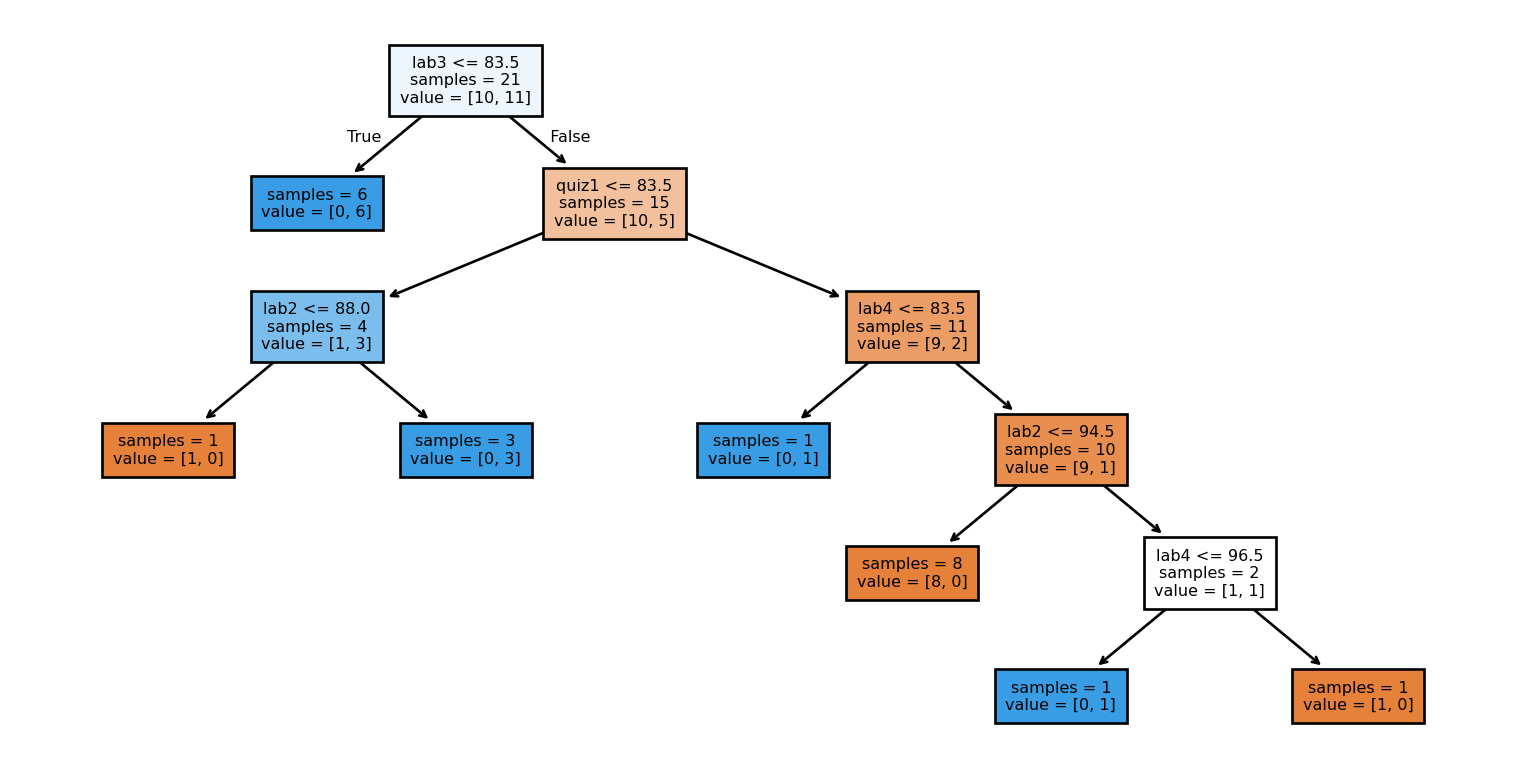 lab3 <= 83.5
samples = 21
value = [10, 11]
True
False
samples = 6
value = [0, 6]
quiz1 <= 83.5
samples = 15
value = [10, 5]
lab2 <= 88.0
samples = 4
value = [1, 3]
lab4 <= 83.5
samples = 11
value = [9, 2]
samples = 1
value = [1, 0]
samples = 3
value = [0, 3]
samples = 1
value = [0, 1]
lab2 <= 94.5
samples = 10
value = [9, 1]
samples = 8
value = [8, 0]
lab4 <= 96.5
samples = 2
value = [1, 1]
samples = 1
value = [0, 1]
samples = 1
value = [1, 0]